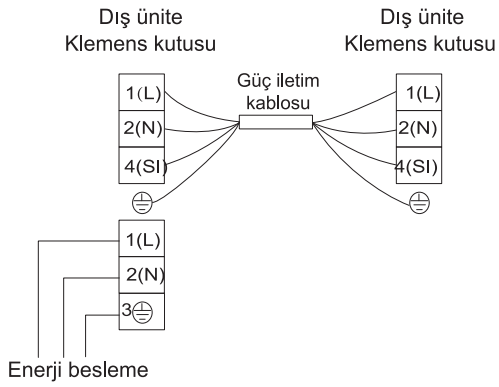 Dış ünite
Klemens kutusu
Dış ünite
Klemens kutusu
Güç iletim
kablosu
1(L)
2(N)
4(SI)
1(L)
2(N)
4(SI)
1(L)
2(N)
3
Enerji besleme